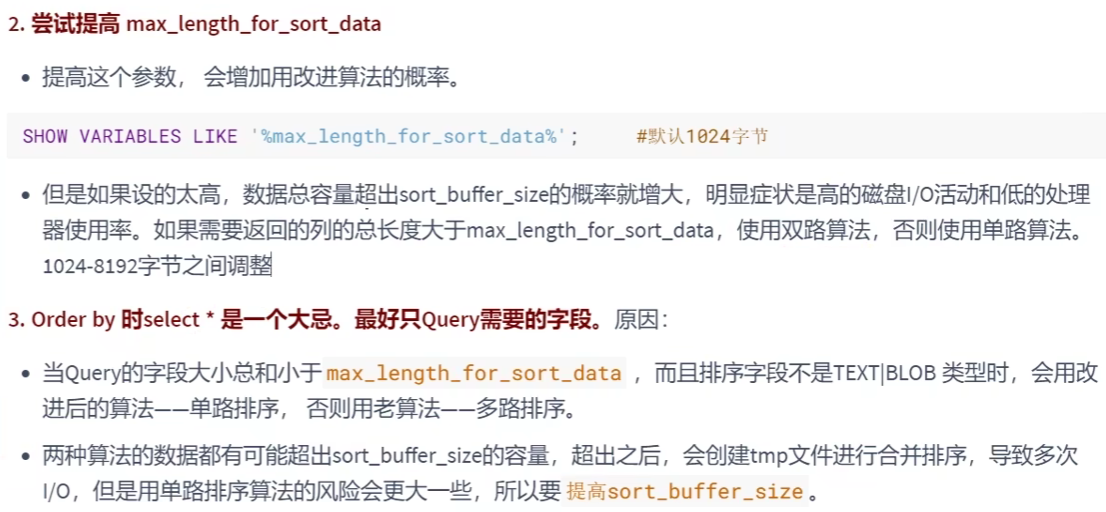 2. 尝试提高 max_length_for_sort_data
• 提高这个参数， 会增加用改进算法的概率。
SHOW VARIABLES LIKE '%max_length_for_sort_data%'; #默认1024字节
• 但是如果设的太高，数据总容量超出sort_buffer_size的概率就增大，明显症状是高的磁盘I/O活动和低的处理
器使用率。如果需要返回的列的总长度大于max_length_for_sort_data，使用双路算法，否则使用单路算法。
1024-8192字节之间调整
3. Order by 时select * 是一个大忌。最好只Query需要的字段。原因：
• 当Query的字段大小总和小于 max_length_for_sort_data ，而且排序字段不是TEXT|BLOB 类型时，会用改
进后的算法——单路排序， 否则用老算法——多路排序。
• 两种算法的数据都有可能超出sort_buffer_size的容量，超出之后，会创建tmp文件进行合并排序，导致多次
I/O，但是用单路排序算法的风险会更大一些，所以要 提高sort_buffer_size 。